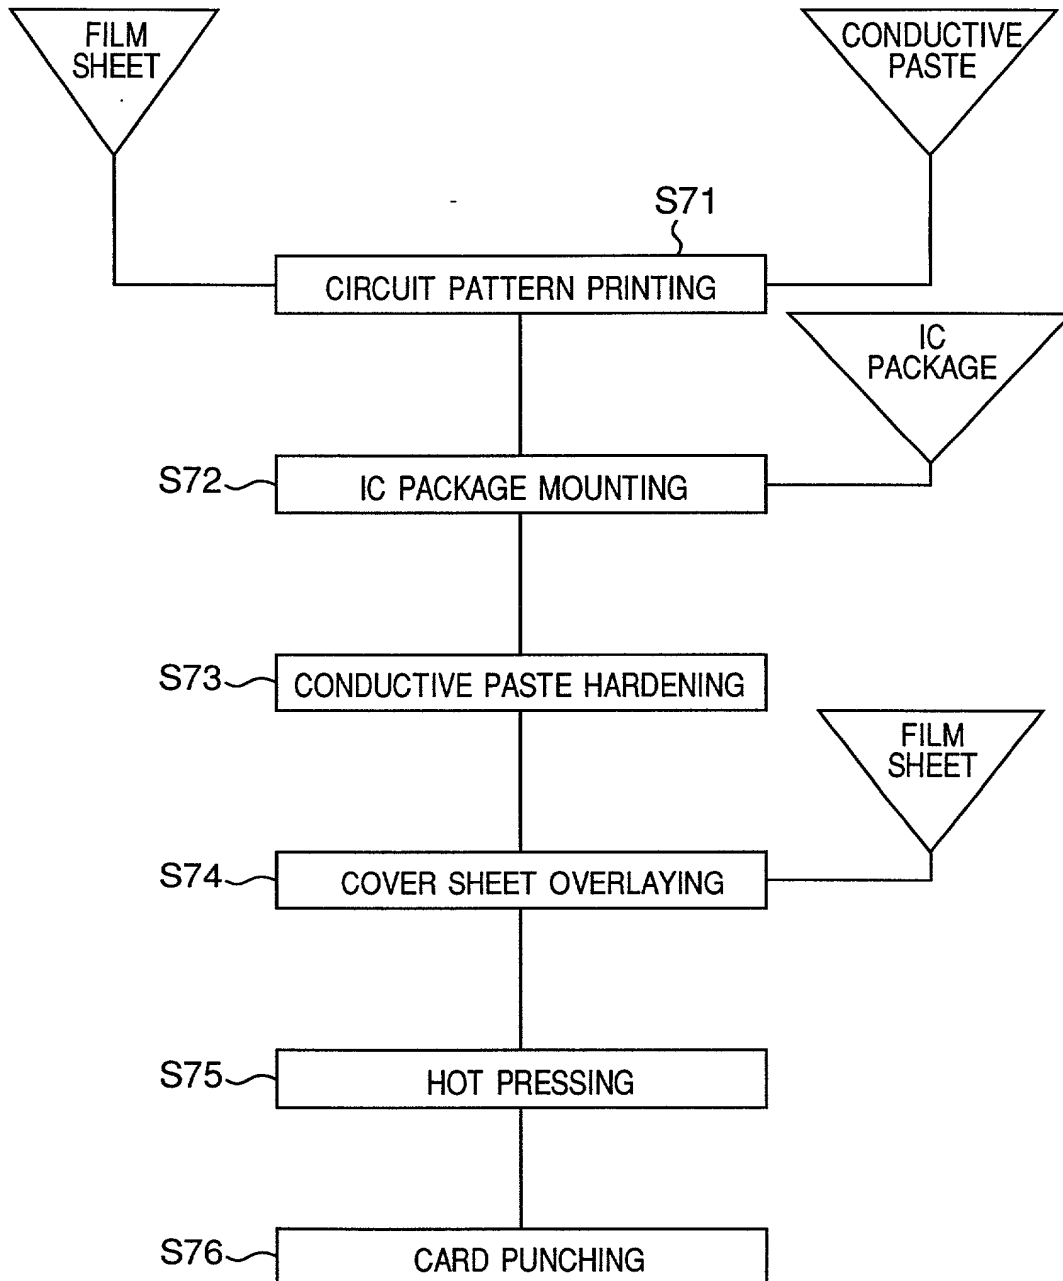 FILM
SHEET
CONDUCTIVE
PASTE
S71
CIRCUIT PATTERN PRINTING
IC
PACKAGE
S72
IC PACKAGE MOUNTING
S73
CONDUCTIVE PASTE HARDENING
FILM
SHEET
S74
COVER SHEET OVERLAYING
S75
HOT PRESSING
S76
CARD PUNCHING